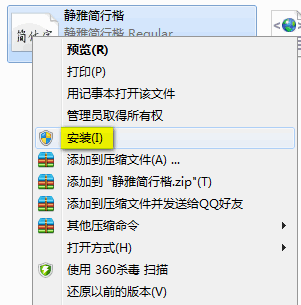 静雅简行楷
静雅简行楷 Regular
简体字
预览(R)
打印(P)
用记事本打开该文件
管理员取得所有权
安装(I)
添加到压缩文件(A) ...
添加到 "静雅简行楷.zip"(T)
添加到压缩文件并发送给QQ好友
其他压缩命令
打开方式(H)
使用 360杀毒 扫描
还原以前的版本(V)